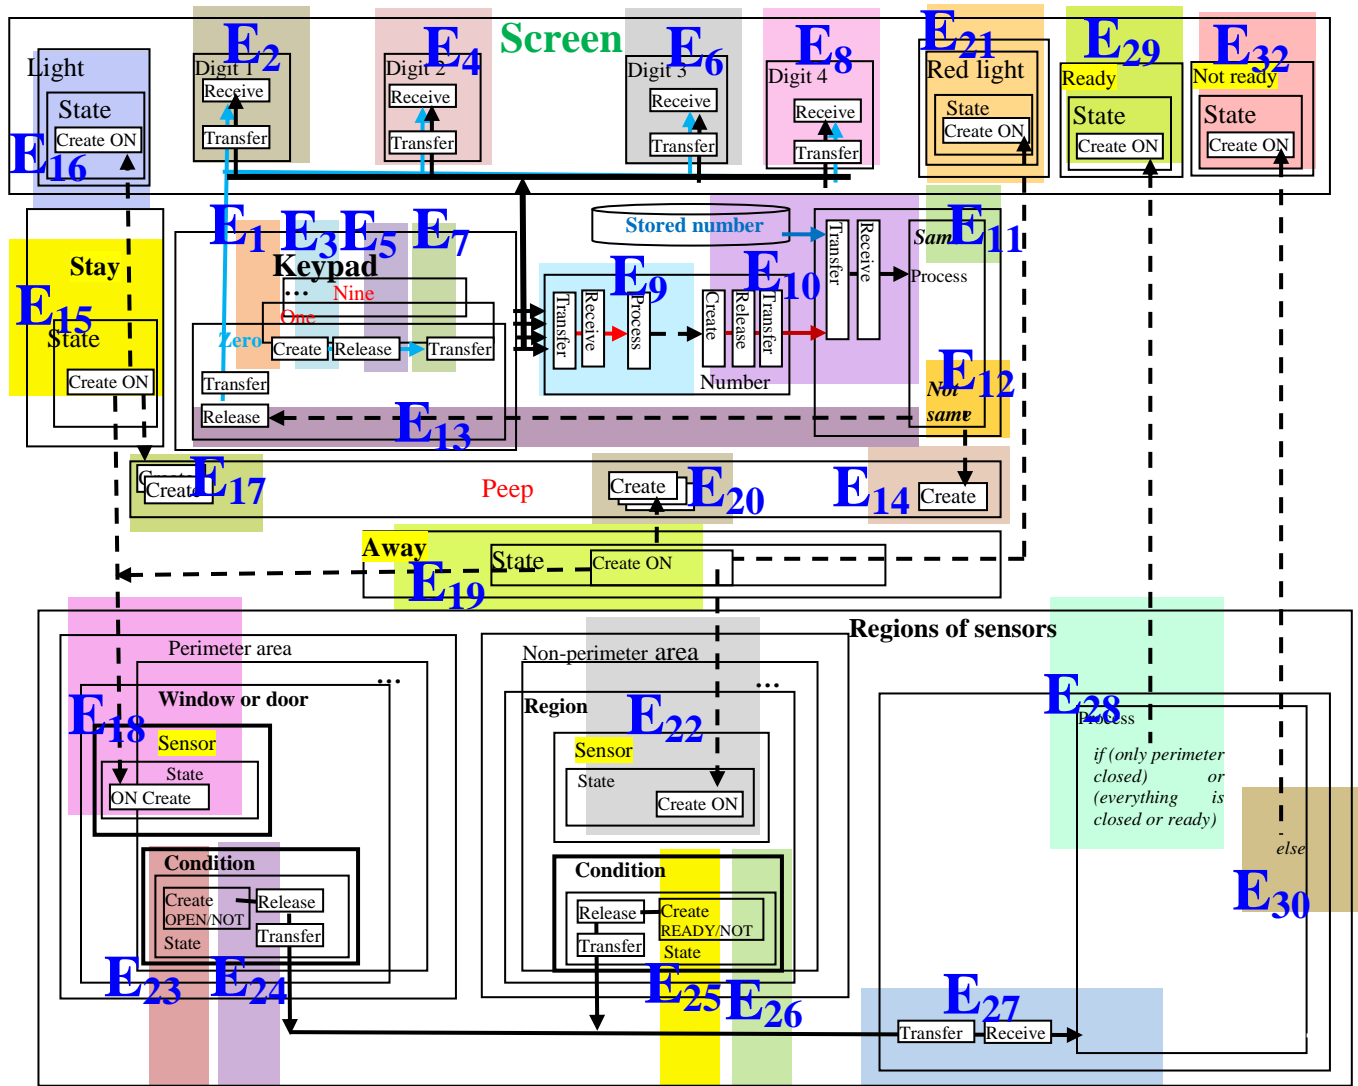 Screen
E2
E4
E6
E8
E21
E29
E32
Light
Digit 1
Digit 2
Digit 3
Digit 4
Red light
Ready
Not ready
State
Create ON
E16
Receive
Transfer
Receive
Transfer
Receive
Transfer
Receive
Transfer
State
Create ON
State
Create ON
State
Create ON
Stay
E15
State
Create ON
E1
E3
E5
E7
Keypad
...
Nine
One
Zero
Create
Release
Transfer
Transfer
Release
E13
Stored number
E9
E10
Transfer
Receive
Process
Create
Release
Transfer
Number
Transfer
Receive
E11
Process
E12
Not
same
Create
E17
Peep
Create
E20
E14
Create
Away
State
Create ON
E19
Regions of sensors
Perimeter area
...
Window or door
E18
Sensor
State
ON Create
Condition
Create
OPEN/NOT
State
Release
Transfer
E23
E24
Non-perimeter area
...
Region
E22
Sensor
State
Create ON
Condition
Release
Transfer
Create
READY/NOT
State
E25
E26
E28
Process
if (only perimeter
closed) or
(everything is
closed or ready)
else
E30
E27
Transfer
Receive